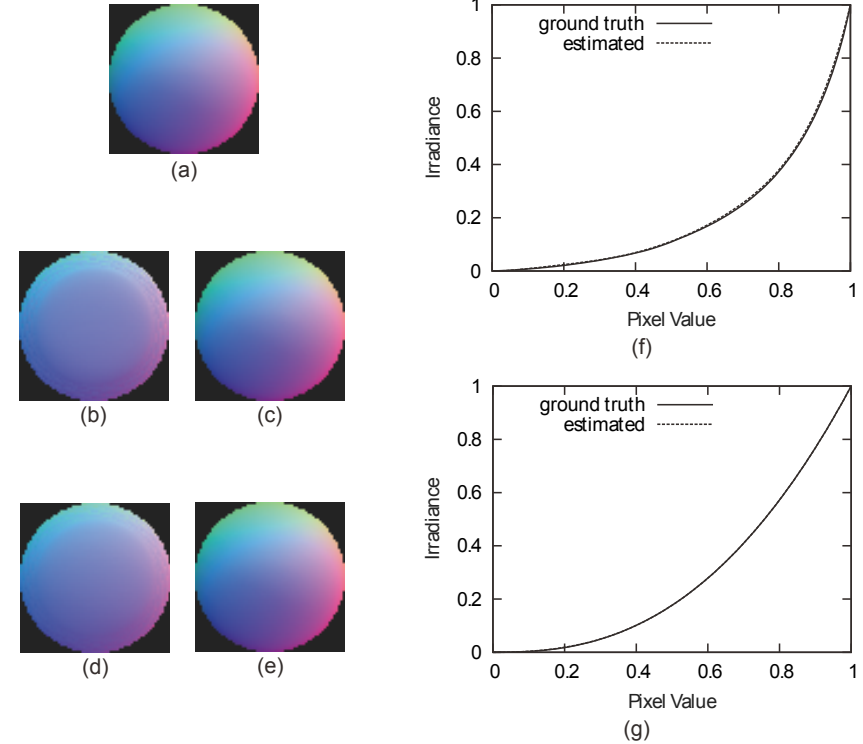 (a)
(b)
(c)
(d)
(e)
ground truth
estimated
1
0.8
0.6
0.4
0.2
0
Irradiance
0 0.2 0.4 0.6 0.8 1
Pixel Value
(f)
ground truth
estimated
1
0.8
0.6
0.4
0.2
0
Irradiance
0 0.2 0.4 0.6 0.8 1
Pixel Value
(g)